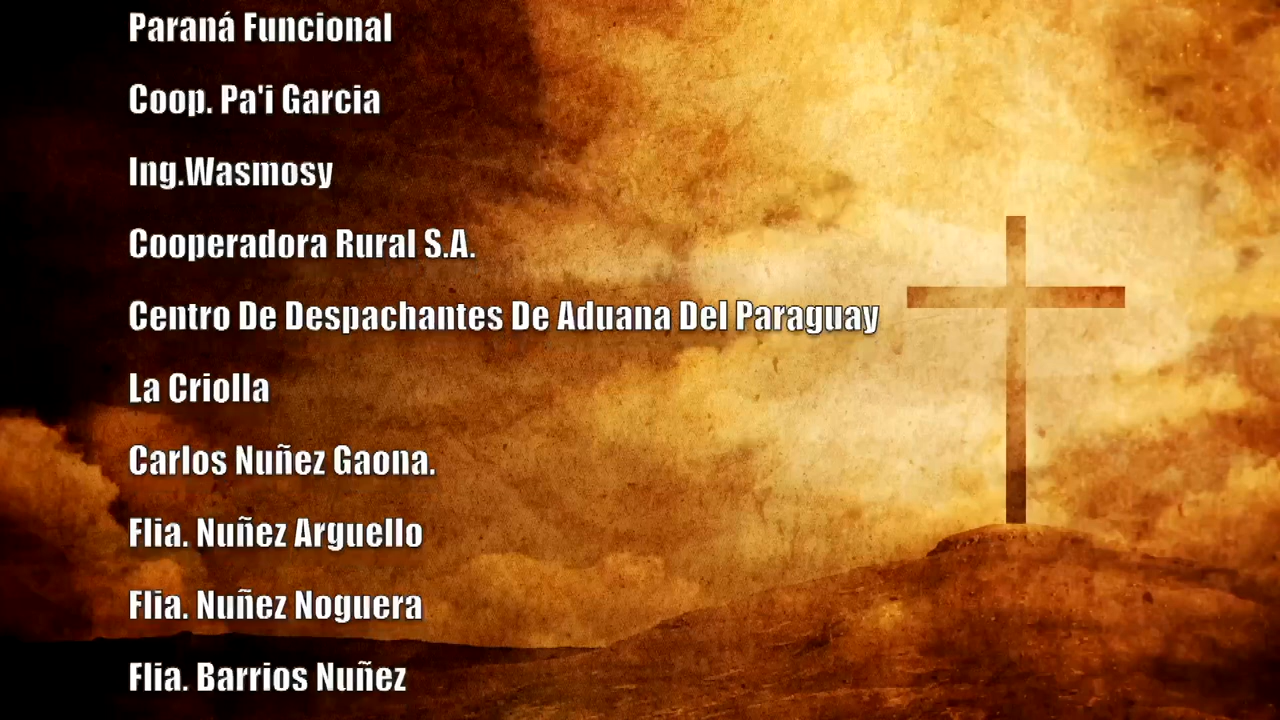 Paraná Funcional
Coop. Pa'i Garcia
Ing.Wasmosy
Cooperadora Rural S.A.
Centro De Despachantes De Aduana Del Paraguay
La Criolla
Carlos Nuñez Gaona.
Flia. Nuñez Arguello
Flia. Nuñez Noguera
Flia. Barrios Nuñez